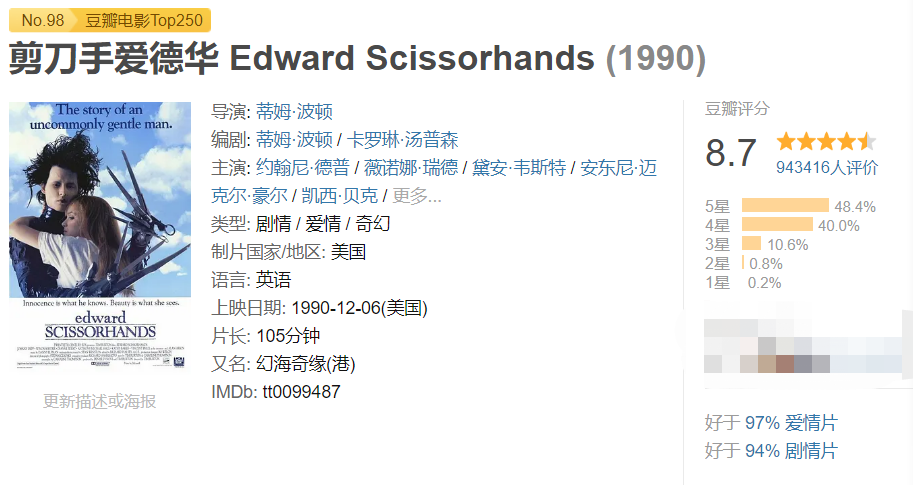 No.98 豆瓣电影Top250
剪刀手爱德华 Edward Scissorhands (1990)
The story of an
uncommonly gentle man.
Innocence is what he knows. Beauty is what she sees.
edward
SCISSORHANDS
更新描述或海报
导演: 蒂姆·波顿
编剧: 蒂姆·波顿 / 卡罗琳·汤普森
主演: 约翰尼·德普 / 薇诺娜·瑞德 / 黛安·韦斯特 / 安东尼·迈
克尔·豪尔 / 凯西·贝克 / 更多...
类型: 剧情 / 爱情 / 奇幻
制片国家/地区: 美国
语言: 英语
上映日期: 1990-12-06(美国)
片长: 105分钟
又名: 幻海奇缘(港)
IMDb: tt0099487
豆瓣评分
8.7
943416人评价
5星 48.4%
4星 40.0%
3星 10.6%
2星 0.8%
1星 0.2%
好于 97% 爱情片
好于 94% 剧情片